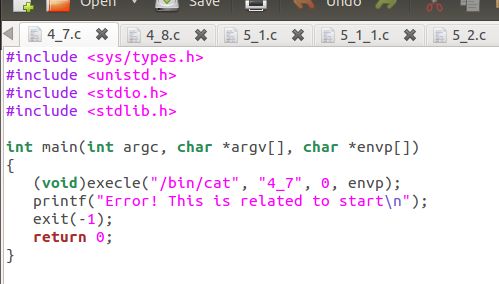 Open Save Undo
4_7.c 4_8.c 5_1.c 5_1_1.c 5_2.c
#include <sys/types.h>
#include <unistd.h>
#include <stdio.h>
#include <stdlib.h>
int main(int argc, char *argv[], char *envp[])
{
(void)execle("/bin/cat", "4_7", 0, envp);
printf("Error! This is related to start\n");
exit(-1);
return 0;
}